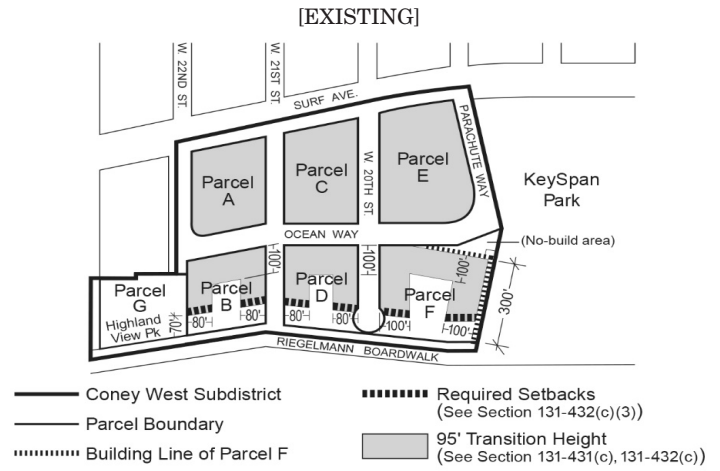 [EXISTING]
W. 22ND ST.
W. 21ST ST.
SURF AVE.
PARACHUTE WAY
Parcel
A
Parcel
C
W. 20TH ST.
Parcel
E
KeySpan
Park
OCEAN WAY
(No-build area)
100'
100'
100'
300'
Parcel
G
Highland
View Pk
70'
Parcel
B
Parcel
D
Parcel
F
80'
80'
80'
80'
100'
100'
RIEGELMANN BOARDWALK
Coney West Subdistrict
Parcel Boundary
Building Line of Parcel F
Required Setbacks
(See Section 131-432(c)(3))
95' Transition Height
(See Section 131-431(c), 131-432(c))